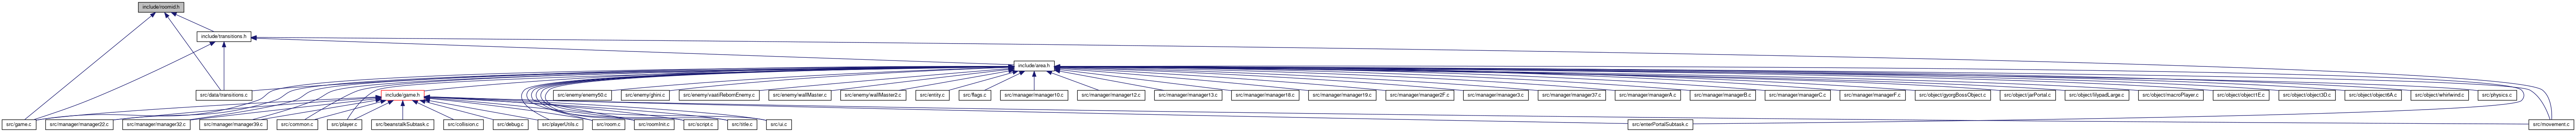 include/roomid.h
include/transitions.h
include/area.h
src/data/transitions.c
include/game.h
src/enemy/enemy50.c
src/enemy/ghini.c
src/enemy/vaatiRebornEnemy.c
src/enemy/wallMaster.c
src/enemy/wallMaster2.c
src/entity.c
src/flags.c
src/manager/manager10.c
src/manager/manager12.c
src/manager/manager13.c
src/manager/manager18.c
src/manager/manager19.c
src/manager/manager2F.c
src/manager/manager3.c
src/manager/manager37.c
src/manager/managerA.c
src/manager/managerB.c
src/manager/managerC.c
src/manager/managerF.c
src/object/gyorgBossObject.c
src/object/jarPortal.c
src/object/lilypadLarge.c
src/object/macroPlayer.c
src/object/object1E.c
src/object/object3D.c
src/object/object6A.c
src/object/whirlwind.c
src/physics.c
src/game.c
src/manager/manager22.c
src/manager/manager32.c
src/manager/manager39.c
src/common.c
src/player.c
src/beanstalkSubtask.c
src/collision.c
src/debug.c
src/playerUtils.c
src/room.c
src/roomInit.c
src/script.c
src/title.c
src/ui.c
src/enterPortalSubtask.c
src/movement.c